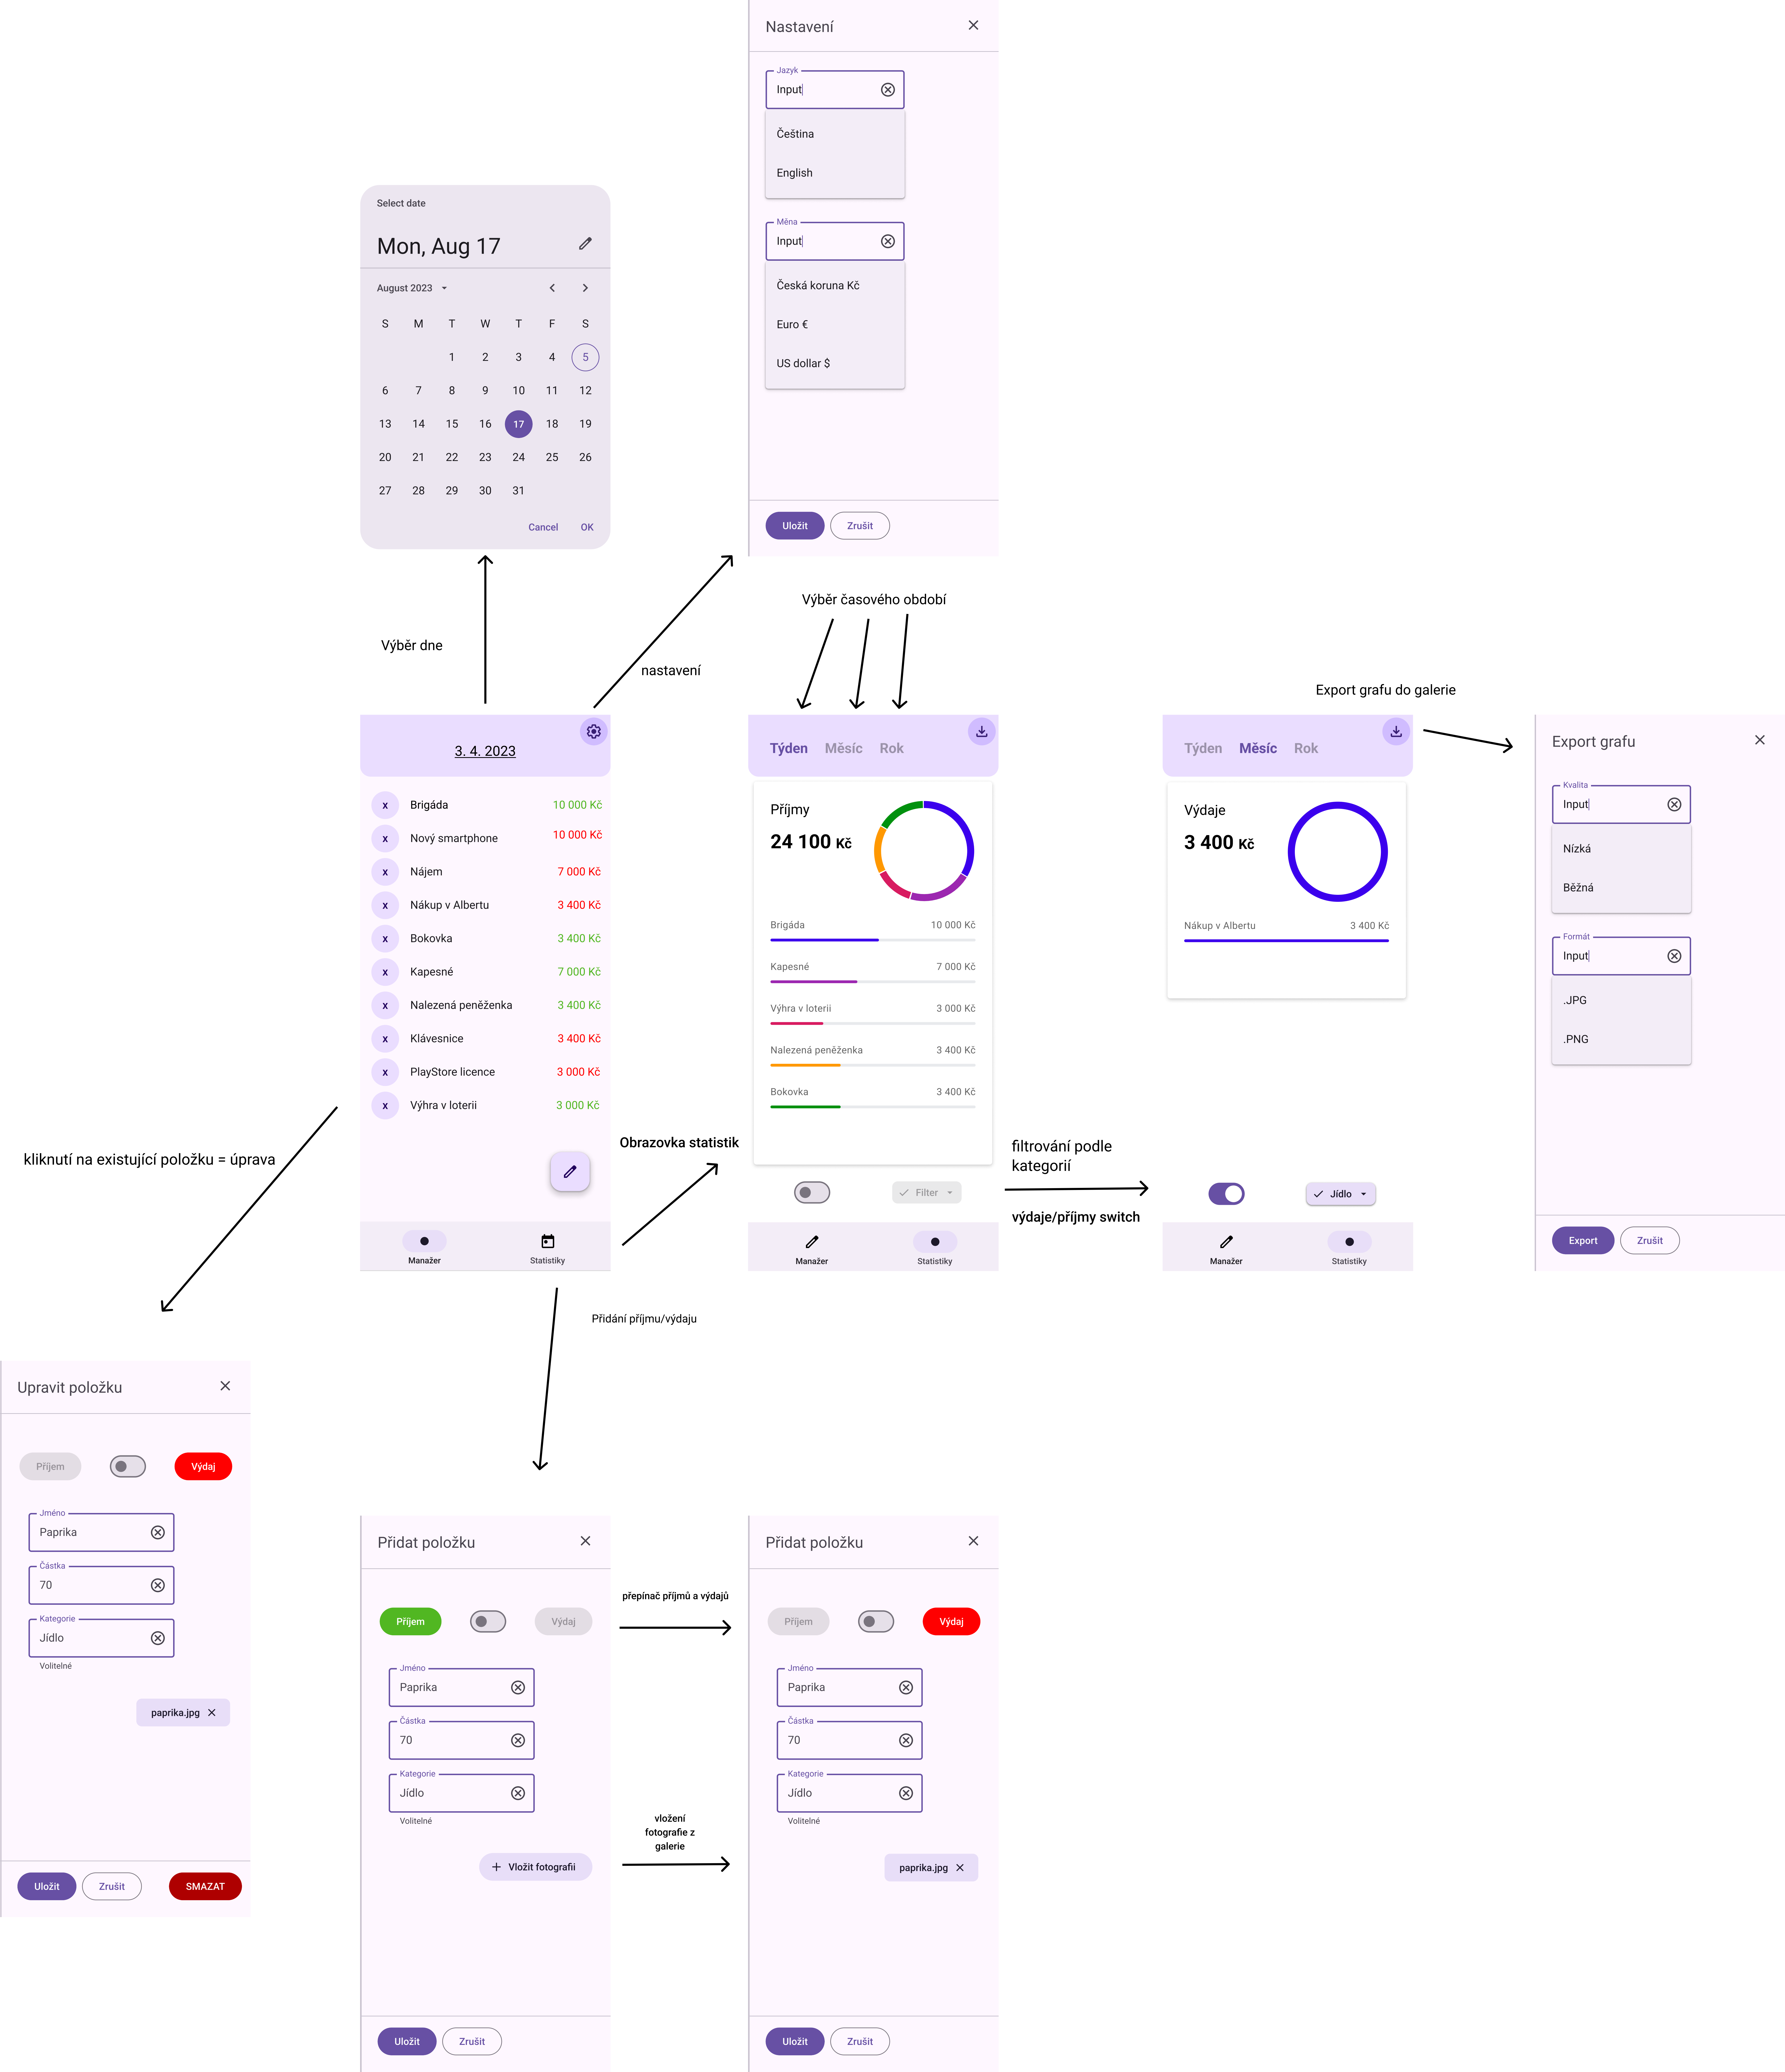 Nastavení
Jazyk
Input
Čeština
English
Měna
Input
Česká koruna Kč
Euro €
US dollar $
Uložit Zrušit
Select date
Mon, Aug 17
August 2023
S M T W T F S
1 2 3 4 5
6 7 8 9 10 11 12
13 14 15 16 17 18 19
20 21 22 23 24 25 26
27 28 29 30 31
Cancel OK
Výběr dne
nastavení
Výběr časového období
Export grafu do galerie
3. 4. 2023
x Brigáda 10 000 Kč
x Nový smartphone 10 000 Kč
x Nájem 7 000 Kč
x Nákup v Albertu 3 400 Kč
x Bokovka 3 400 Kč
x Kapesné 7 000 Kč
x Nalezená peněženka 3 400 Kč
x Klávesnice 3 400 Kč
x PlayStore licence 3 000 Kč
x Výhra v loterii 3 000 Kč
Manažer Statistiky
Obrazovka statistik
Týden Měsíc Rok
Příjmy
24 100 Kč
Brigáda 10 000 Kč
Kapesné 7 000 Kč
Výhra v loterii 3 000 Kč
Nalezená peněženka 3 400 Kč
Bokovka 3 400 Kč
Filter
Manažer Statistiky
filtrování podle
kategorií
výdaje/příjmy switch
Týden Měsíc Rok
Výdaje
3 400 Kč
Nákup v Albertu 3 400 Kč
Jídlo
Manažer Statistiky
Export grafu
Kvalita
Input
Nízká
Běžná
Formát
Input
.JPG
.PNG
Export Zrušit
kliknutí na existující položku = úprava
Přidání příjmu/výdaju
Upravit položku
Příjem Výdaj
Jméno
Paprika
Částka
70
Kategorie
Jídlo
Volitelné
paprika.jpg
Uložit Zrušit SMAZAT
Přidat položku
Příjem Výdaj
Jméno
Paprika
Částka
70
Kategorie
Jídlo
Volitelné
Vložit fotografii
Uložit Zrušit
přepínač příjmů a výdajů
vložení
fotografie z
galerie
Přidat položku
Příjem Výdaj
Jméno
Paprika
Částka
70
Kategorie
Jídlo
Volitelné
paprika.jpg
Uložit Zrušit